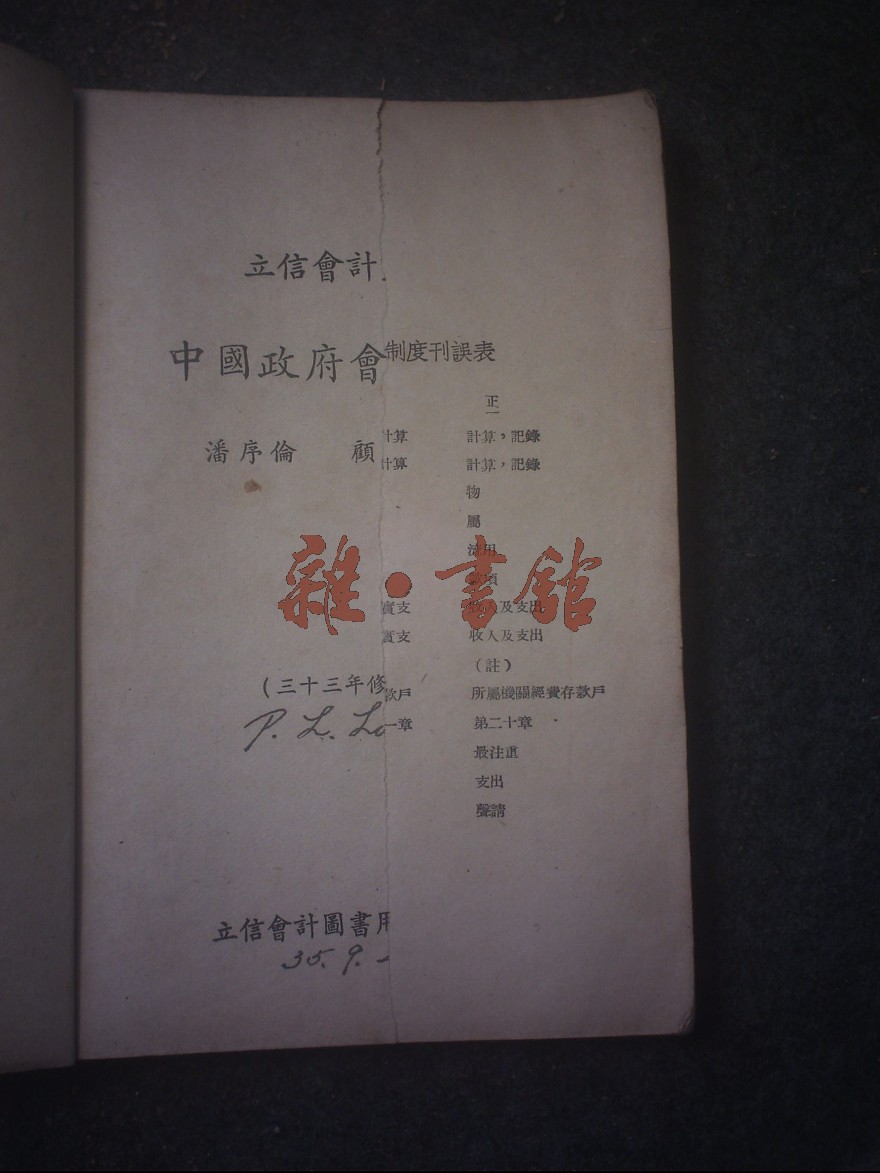 立信會計
中國政府會
潘序倫 顧
(三十三年修
P. L. Lo
立信會計圖書用
35. 9. -
制度刊誤表
正
計算 計算，記錄
計算 計算，記錄
物
屬
用
項
實支 收入及支出
實支 收入及支出
(註)
款戶 所屬機關經費存款戶
一章 第二十章
最注重
支出
聲請
雜·書館